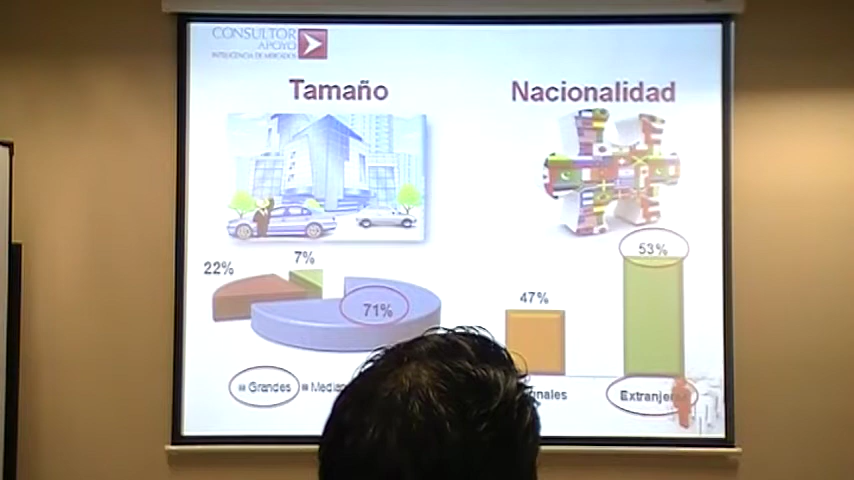 CONSULTOR
APOYO
INTELIGENCIA DE MERCADOS
Tamaño
Nacionalidad
22%
7%
71%
47%
53%
Grandes
Extranjeras